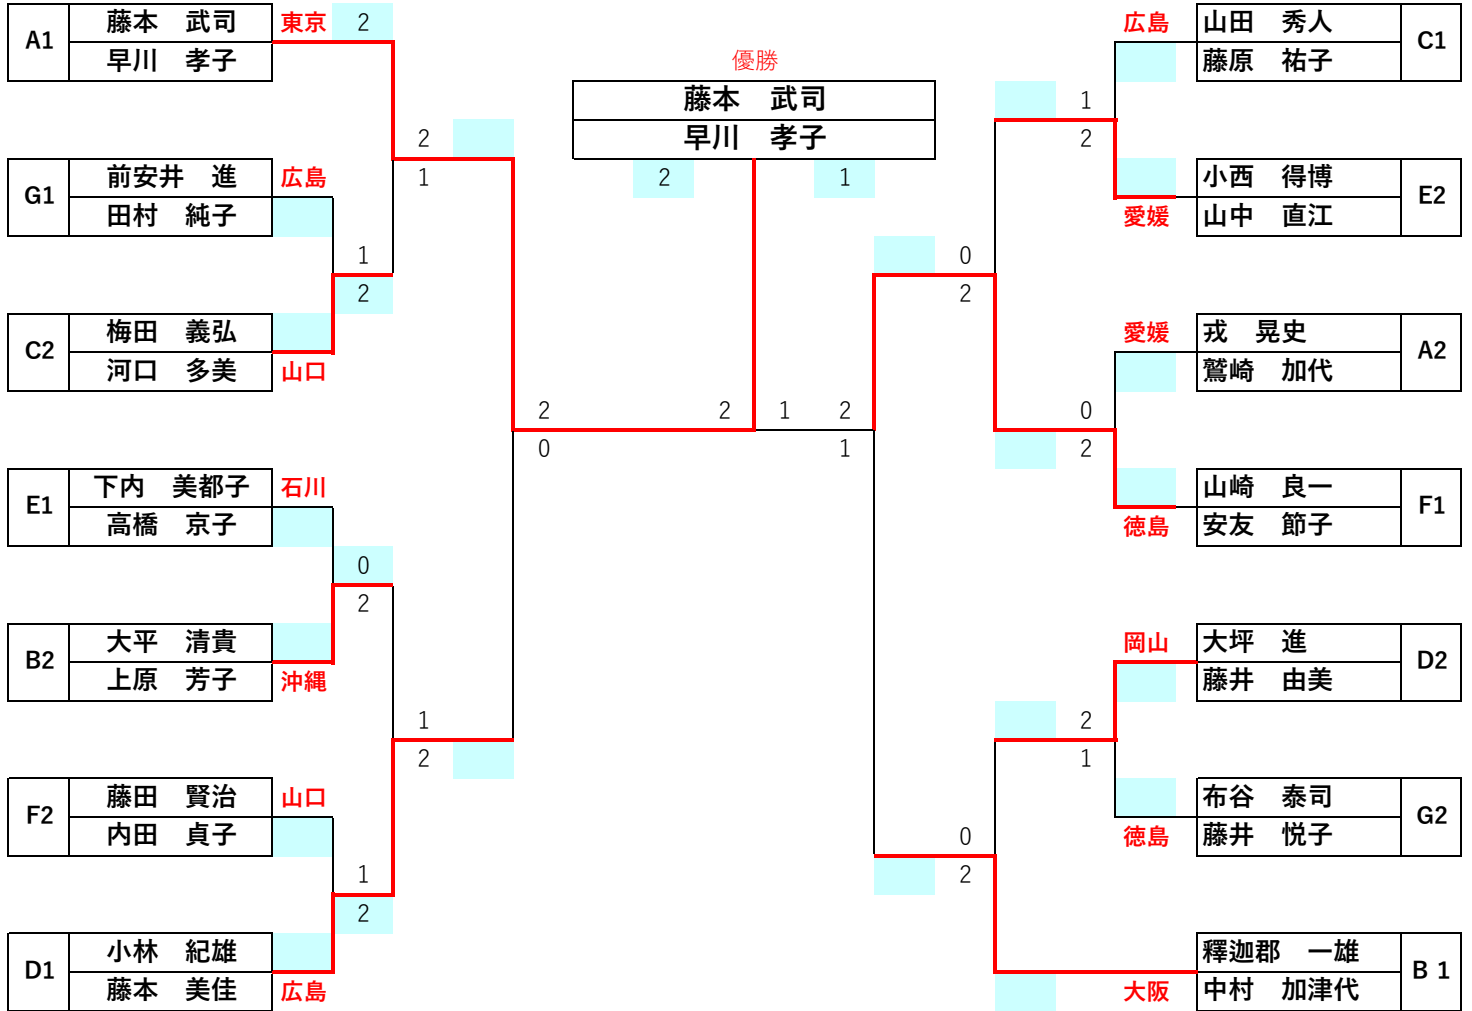 A1
藤本　武司
早川　孝子
東京
2
G1
前安井　進
田村　純子
広島
C2
梅田　義弘
河口　多美
山口
1
2
2
1
E1
下内　美都子
高橋　京子
石川
B2
大平　清貴
上原　芳子
沖縄
0
2
F2
藤田　賢治
内田　貞子
山口
D1
小林　紀雄
藤本　美佳
広島
1
2
1
2
2
0
優勝
藤本　武司
早川　孝子
2
1
2
1
2
1
広島
山田　秀人
藤原　祐子
C1
1
2
小西　得博
山中　直江
E2
愛媛
0
2
愛媛
戎　晃史
鷲崎　加代
A2
0
2
山崎　良一
安友　節子
F1
徳島
岡山
大坪　進
藤井　由美
D2
2
1
布谷　泰司
藤井　悦子
G2
徳島
0
2
釋迦郡　一雄
中村　加津代
B 1
大阪